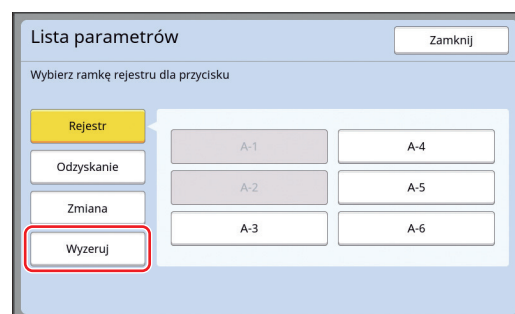 Lista parametrów
Zamknij
Wybierz ramkę rejestru dla przycisku
Rejestr
Odzyskanie
Zmiana
Wyzeruj
A-1
A-4
A-2
A-5
A-3
A-6